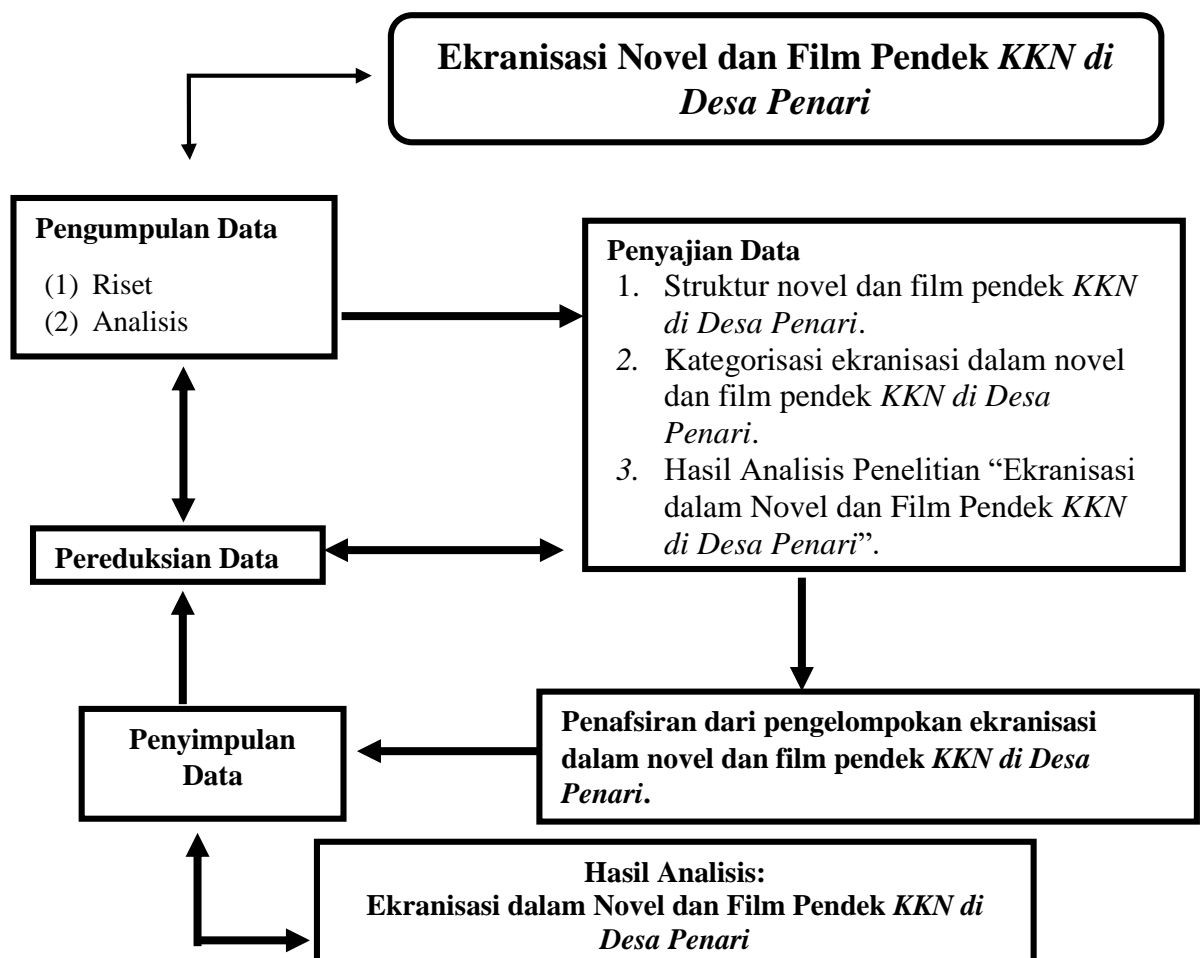 Ekranisasi Novel dan Film Pendek KKN di
Desa Penari
Pengumpulan Data
(1) Riset
(2) Analisis
Penyajian Data
1. Struktur novel dan film pendek KKN
di Desa Penari.
2. Kategorisasi ekranisasi dalam novel
dan film pendek KKN di Desa
Penari.
3. Hasil Analisis Penelitian “Ekranisasi
dalam Novel dan Film Pendek KKN
di Desa Penari”.
Pereduksian Data
Penafsiran dari pengelompokan ekranisasi
dalam novel dan film pendek KKN di Desa
Penari.
Penyimpulan
Data
Hasil Analisis:
Ekranisasi dalam Novel dan Film Pendek KKN di
Desa Penari